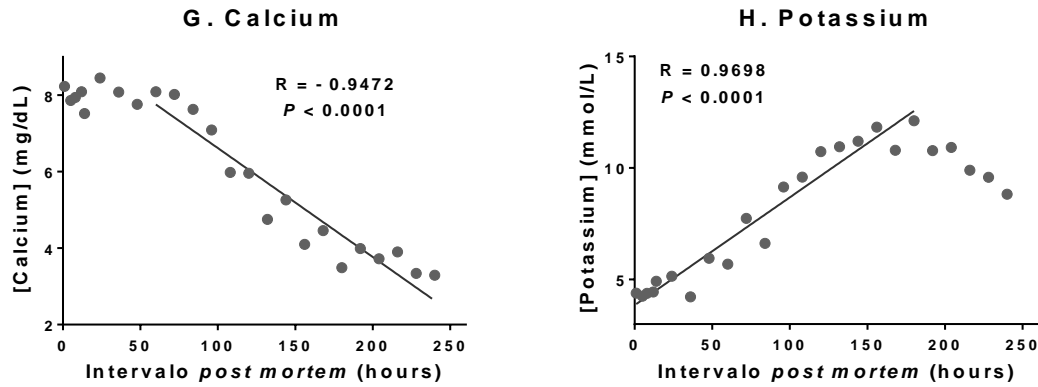 G. Calcium
[Calcium] (mg/dL)
8
6
4
2
R = - 0.9472
P < 0.0001
0 50 100 150 200 250
Intervalo post mortem (hours)
H. Potassium
[Potassium] (mmol/L)
15
10
5
R = 0.9698
P < 0.0001
0 50 100 150 200 250
Intervalo post mortem (hours)